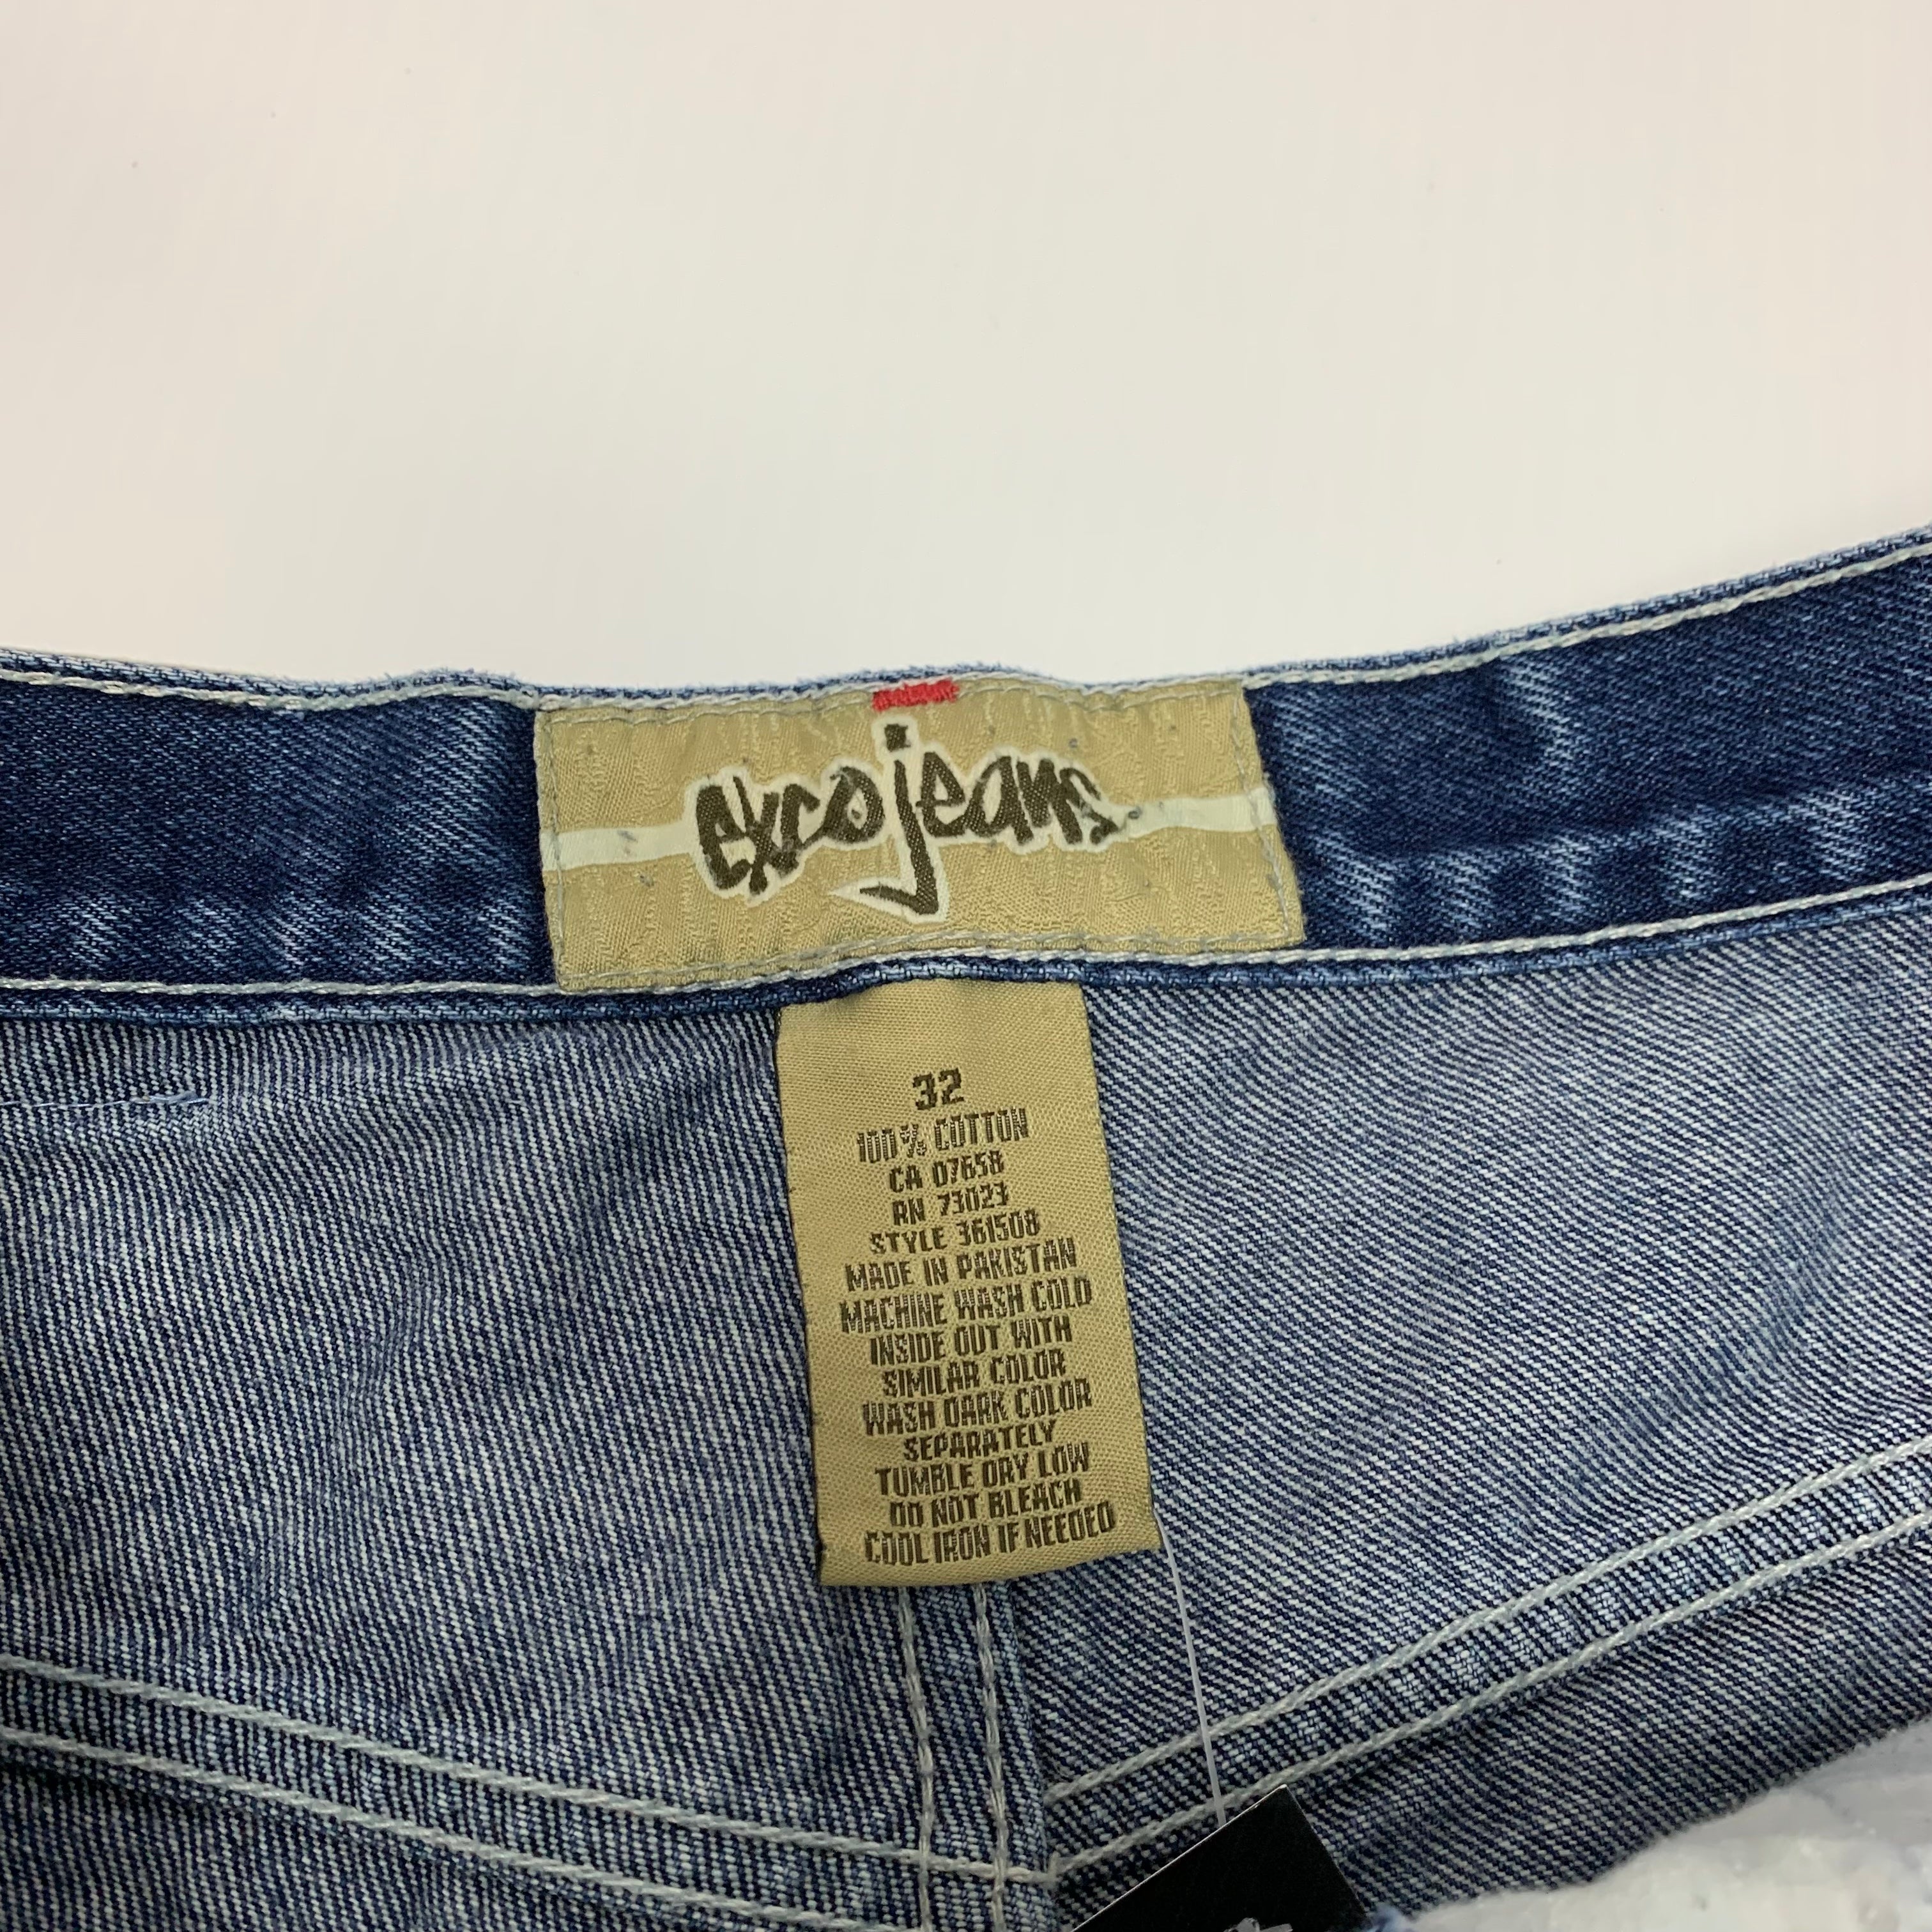 exco jeans
32
100% COTTON
CA 07658
RN 73023
STYLE 361508
MADE IN PAKISTAN
MACHINE WASH COLD
INSIDE OUT WITH
SIMILAR COLOR
WASH DARK COLOR
SEPARATELY
TUMBLE DRY LOW
DO NOT BLEACH
COOL IRON IF NEEDED